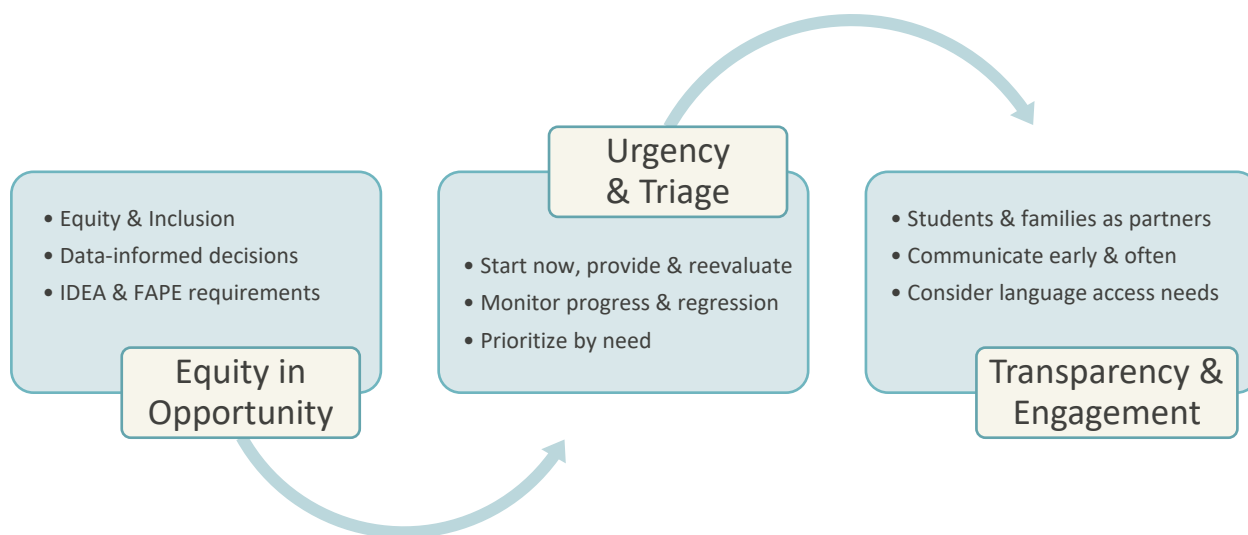 • Equity & Inclusion
• Data-informed decisions
• IDEA & FAPE requirements
Equity in
Opportunity
Urgency
& Triage
• Start now, provide & reevaluate
• Monitor progress & regression
• Prioritize by need
• Students & families as partners
• Communicate early & often
• Consider language access needs
Transparency &
Engagement